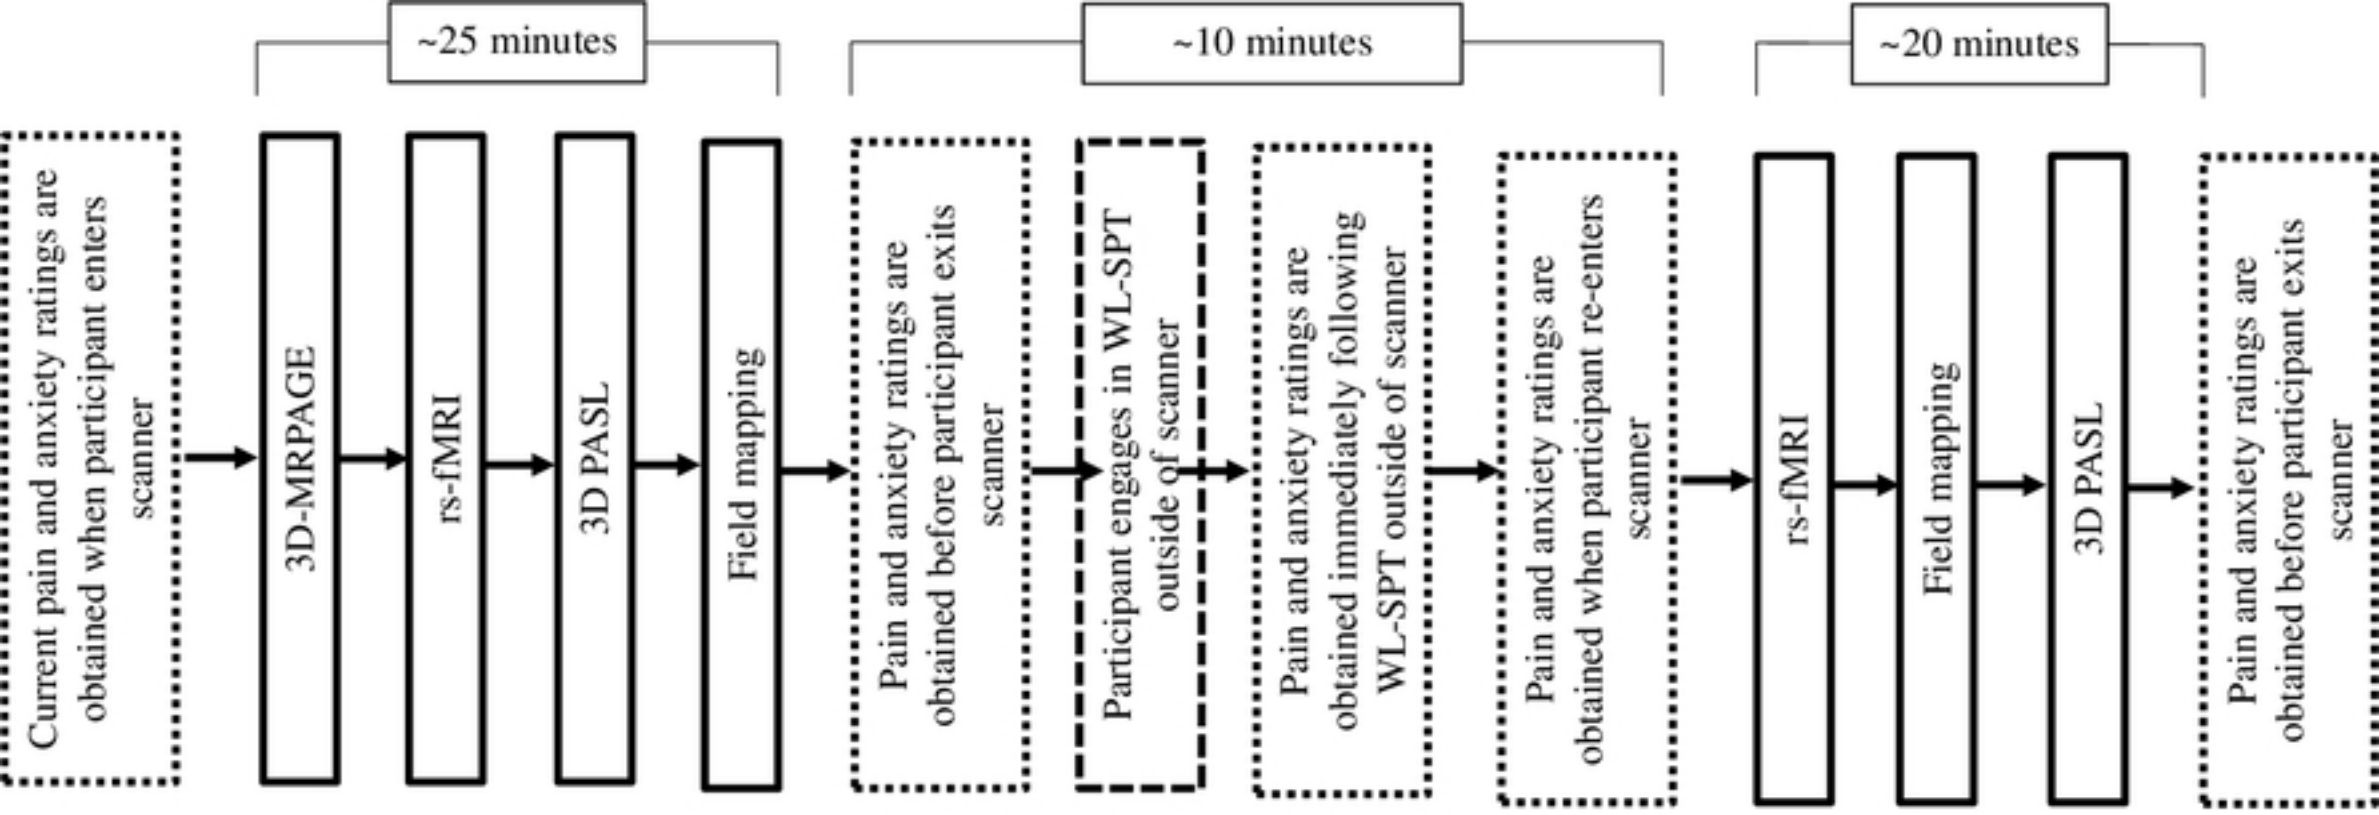 ~25 minutes
~10 minutes
~20 minutes
Current pain and anxiety ratings are
obtained when participant enters
scanner
3D-MRPAGE
rs-fMRI
3D PASL
Field mapping
Pain and anxiety ratings are
obtained before participant exits
scanner
Participant engages in WL-SPT
outside of scanner
Pain and anxiety ratings are
obtained immediately following
WL-SPT outside of scanner
Pain and anxiety ratings are
obtained when participant re-enters
scanner
rs-fMRI
Field mapping
3D PASL
Pain and anxiety ratings are
obtained before participant exits
scanner